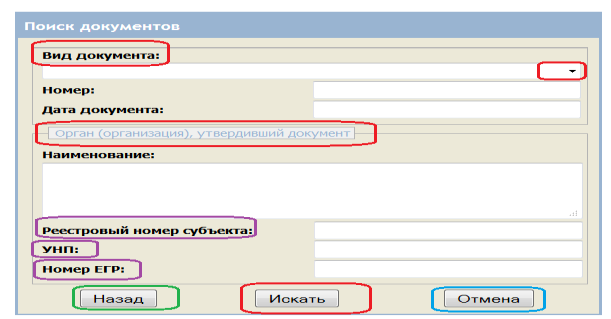 Поиск документов
Вид документа:
Номер:
Дата документа:
Орган (организация), утвердивший документ
Наименование:
Реестровый номер субъекта:
УНП:
Номер ЕГР:
Назад Искать Отмена